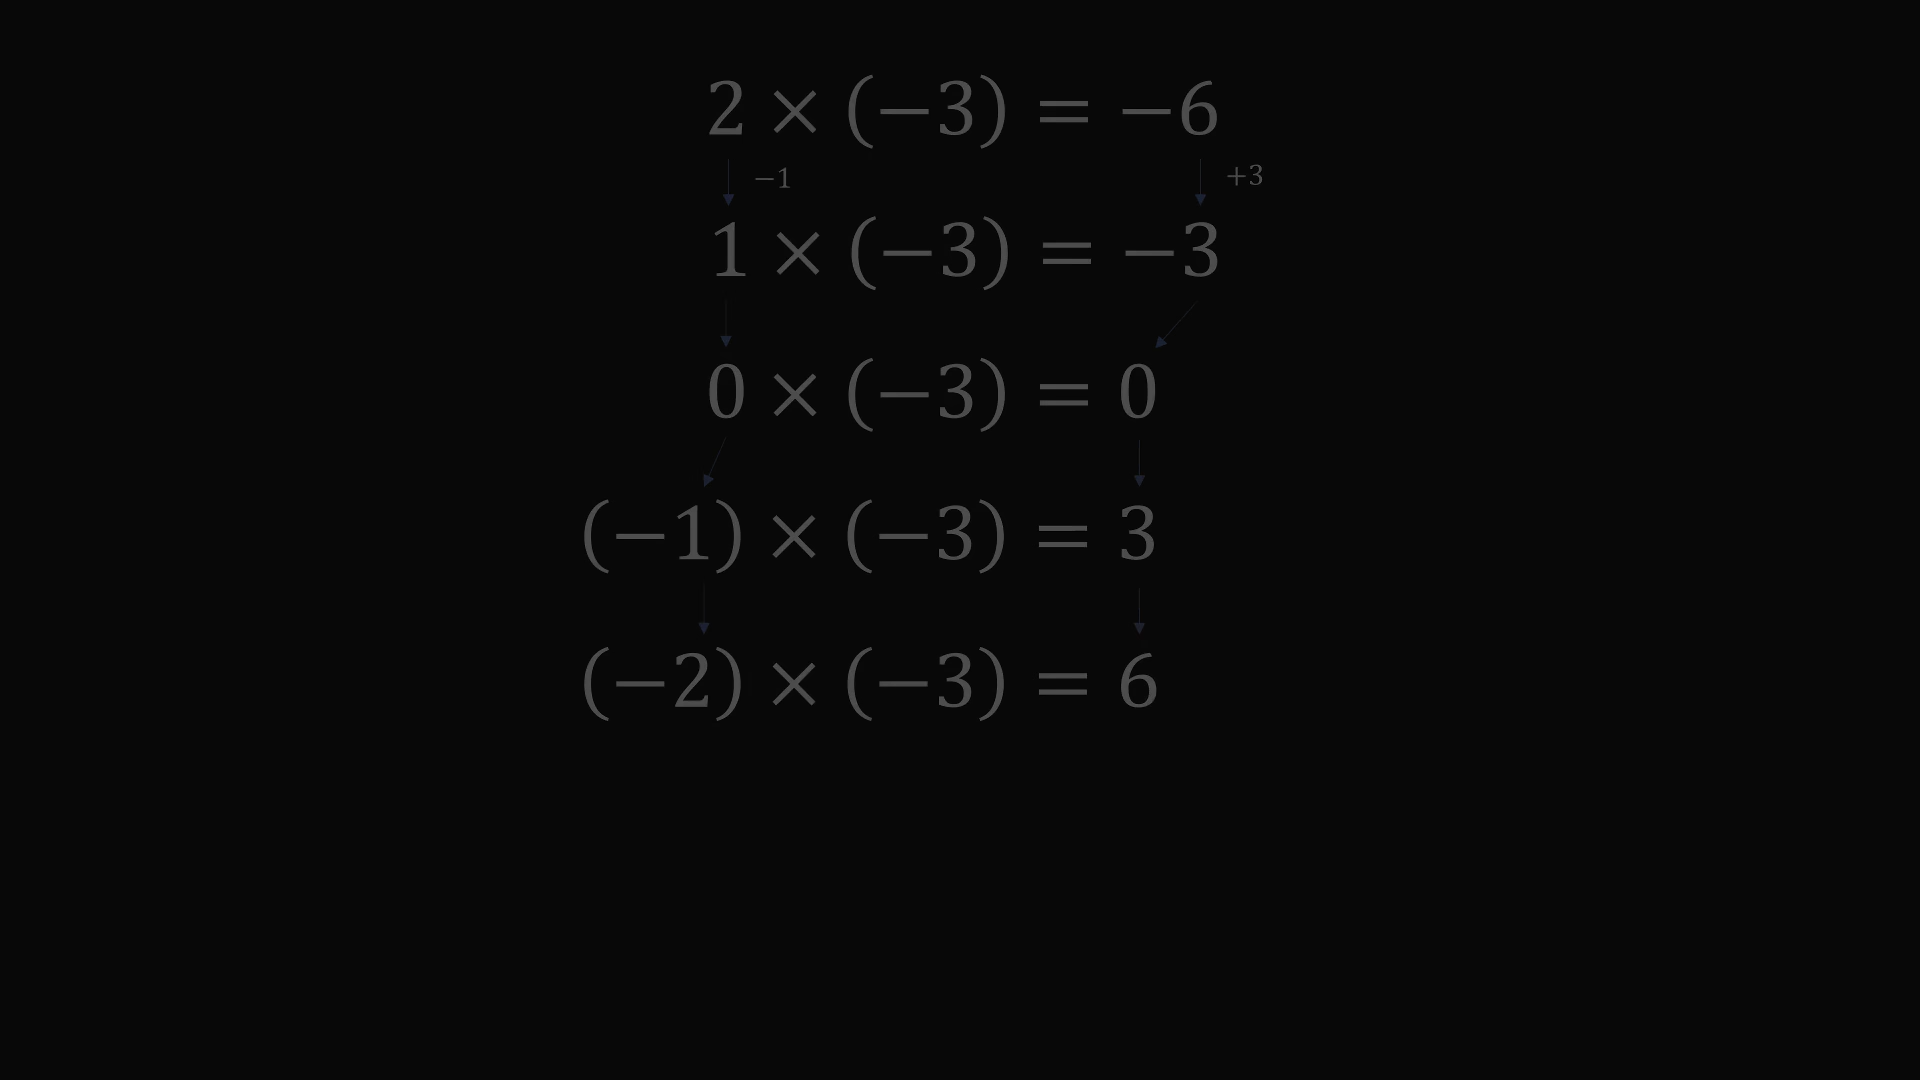 2 × (−3) = −6
−1 +3
1 × (−3) = −3
0 × (−3) = 0
(−1) × (−3) = 3
(−2) × (−3) = 6